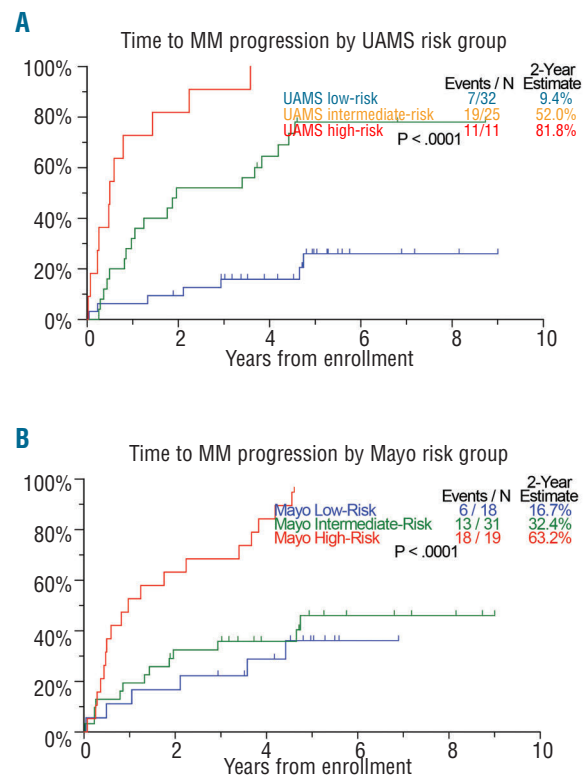 A
Time to MM progression by UAMS risk group
100%
80%
60%
40%
20%
0%
2-Year
Events / N Estimate
UAMS low-risk 7/32 9.4%
UAMS intermediate-risk 19/25 52.0%
UAMS high-risk 11/11 81.8%
P < .0001
0 2 4 6 8 10
Years from enrollment
B
Time to MM progression by Mayo risk group
100%
80%
60%
40%
20%
0%
2-Year
Events / N Estimate
Mayo Low-Risk 6 / 18 16.7%
Mayo Intermediate-Risk 13 / 31 32.4%
Mayo High-Risk 18 / 19 63.2%
P < .0001
0 2 4 6 8 10
Years from enrollment